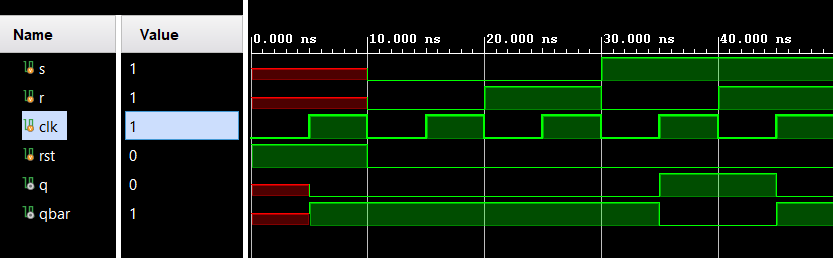 Name Value 0.000 ns 10.000 ns 20.000 ns 30.000 ns 40.000 ns
s 1
r 1
clk 1
rst 0
q 0
qbar 1